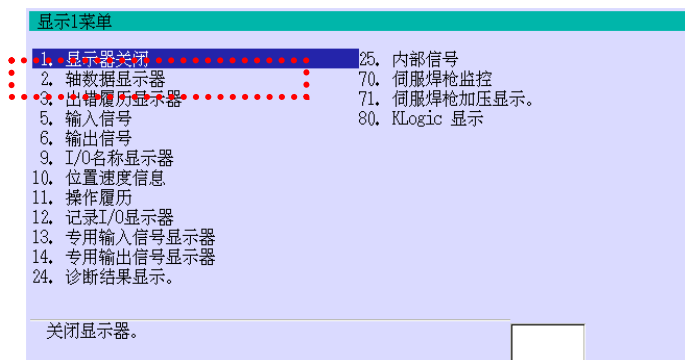 显示1菜单
1. 显示器关闭
2. 轴数据显示器
3. 出错履历显示器
5. 输入信号
6. 输出信号
9. I/O名称显示器
10. 位置速度信息
11. 操作履历
12. 记录I/O显示器
13. 专用输入信号显示器
14. 专用输出信号显示器
24. 诊断结果显示。
25. 内部信号
70. 伺服焊枪监控
71. 伺服焊枪加压显示。
80. KLogic 显示
关闭显示器。